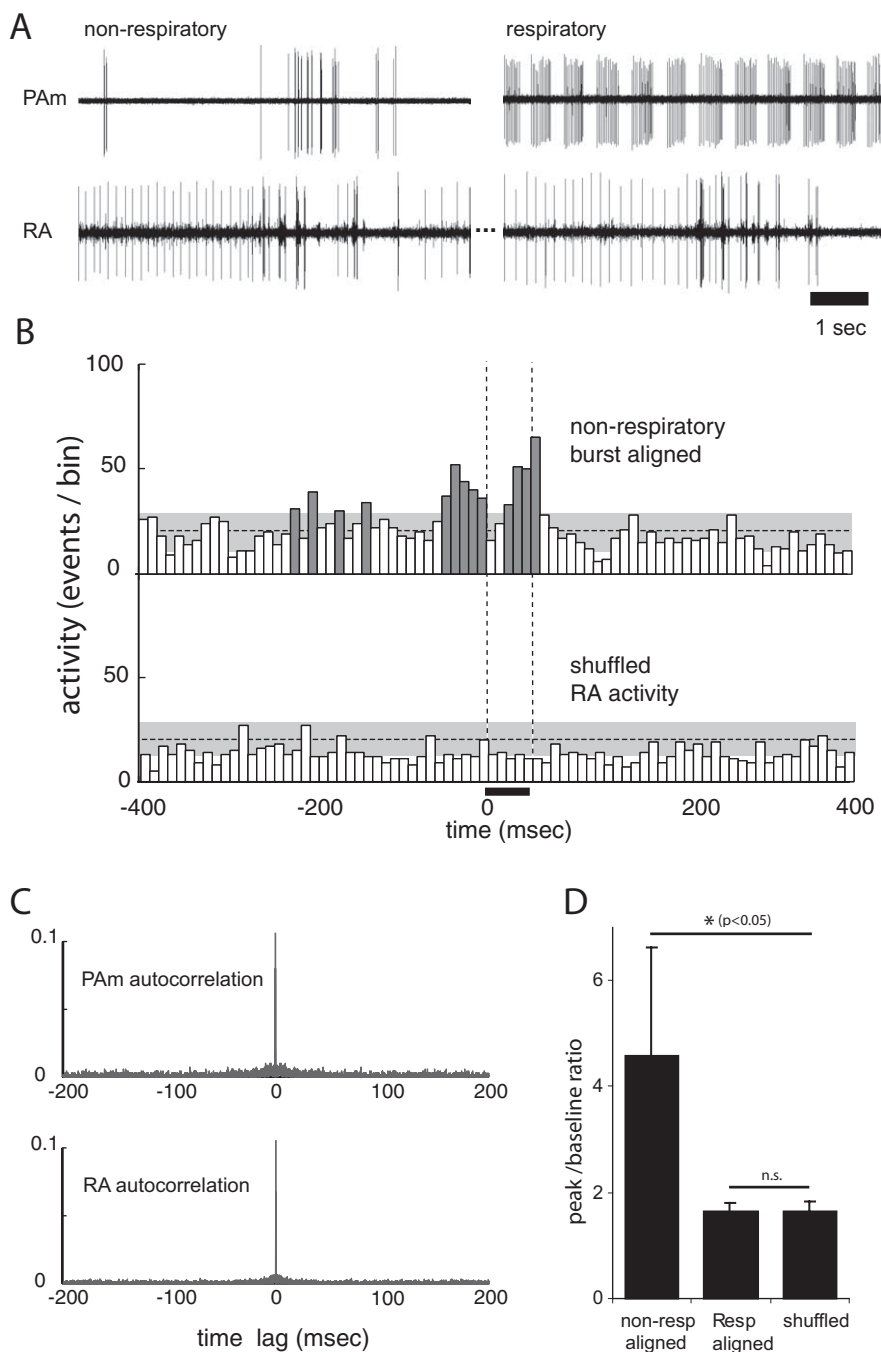 A
non-respiratory
respiratory
PAm
RA
...
1 sec
B
100
50
0
activity (events / bin)
non-respiratory
burst aligned
50
0
shuffled
RA activity
-400
-200
0
200
400
time (msec)
C
0.1
PAm autocorrelation
0
-200
-100
0
100
200
0.1
RA autocorrelation
0
-200
-100
0
100
200
time lag (msec)
D
* (p<0.05)
6
4
n.s.
2
0
peak /baseline ratio
non-resp
aligned
Resp
aligned
shuffled